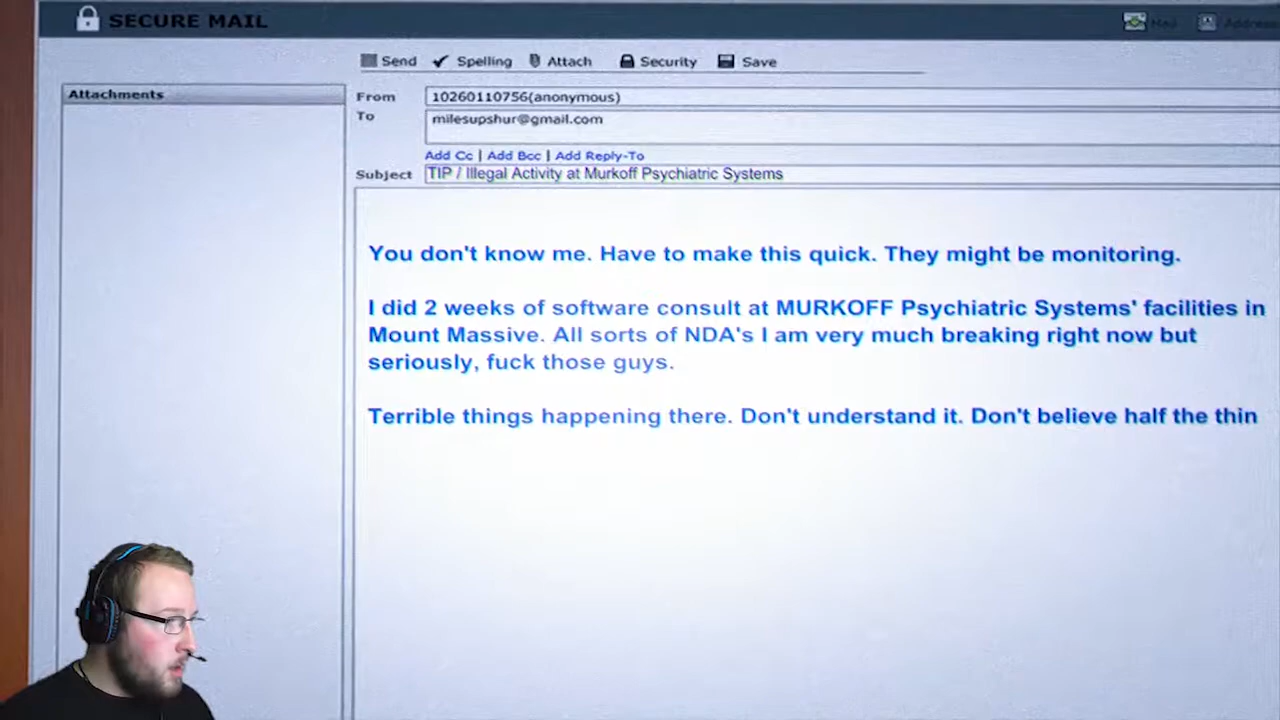 SECURE MAIL
Mail Address
Send Spelling Attach Security Save
Attachments
From 10260110756(anonymous)
To milesupshur@gmail.com
Add Cc | Add Bcc | Add Reply-To
Subject TIP / Illegal Activity at Murkoff Psychiatric Systems
You don't know me. Have to make this quick. They might be monitoring.
I did 2 weeks of software consult at MURKOFF Psychiatric Systems' facilities in
Mount Massive. All sorts of NDA's I am very much breaking right now but
seriously, fuck those guys.
Terrible things happening there. Don't understand it. Don't believe half the thin